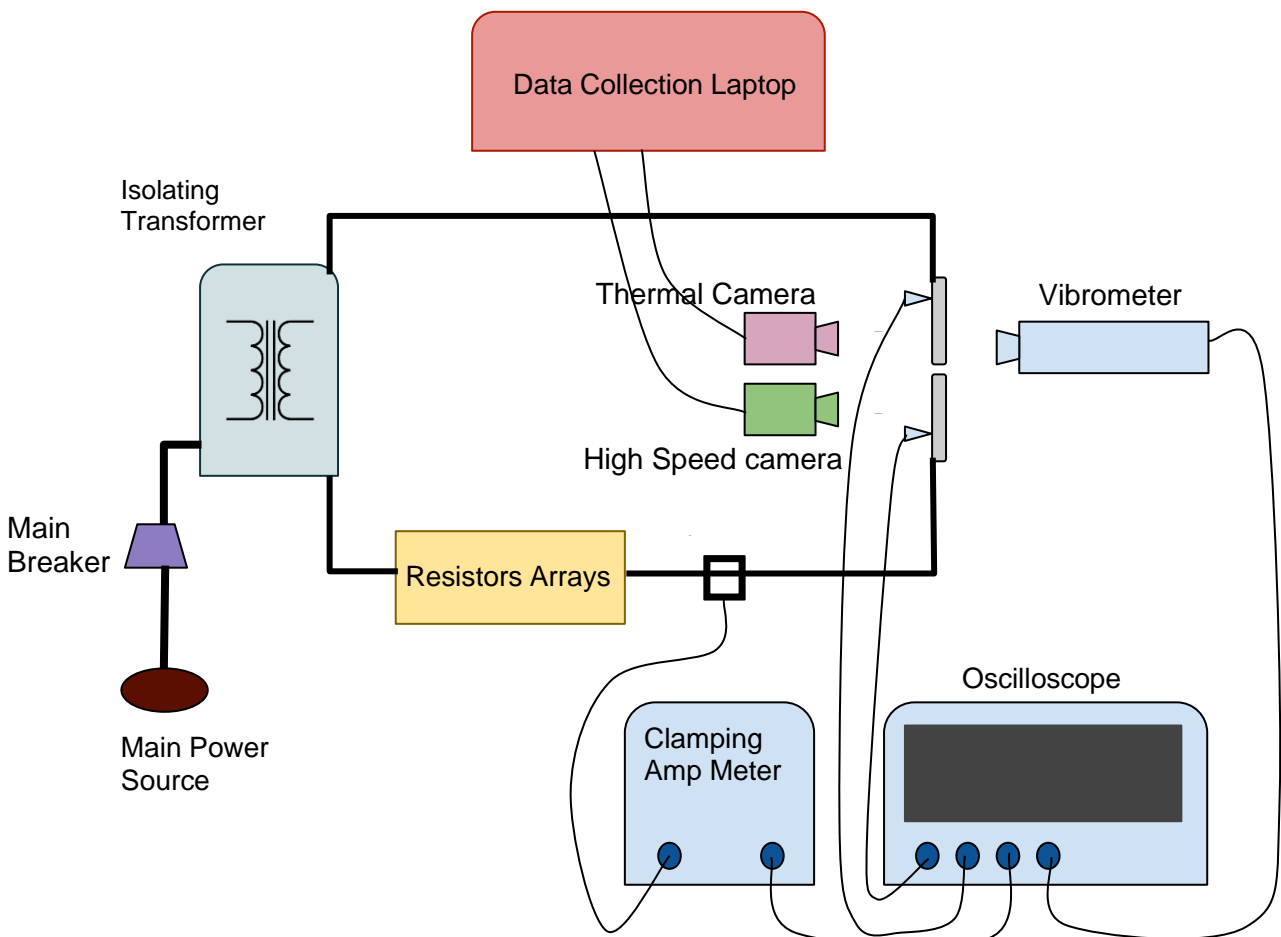 Data Collection Laptop
Isolating
Transformer
Thermal Camera
Vibrometer
High Speed camera
Main
Breaker
Resistors Arrays
Oscilloscope
Main Power
Source
Clamping
Amp Meter